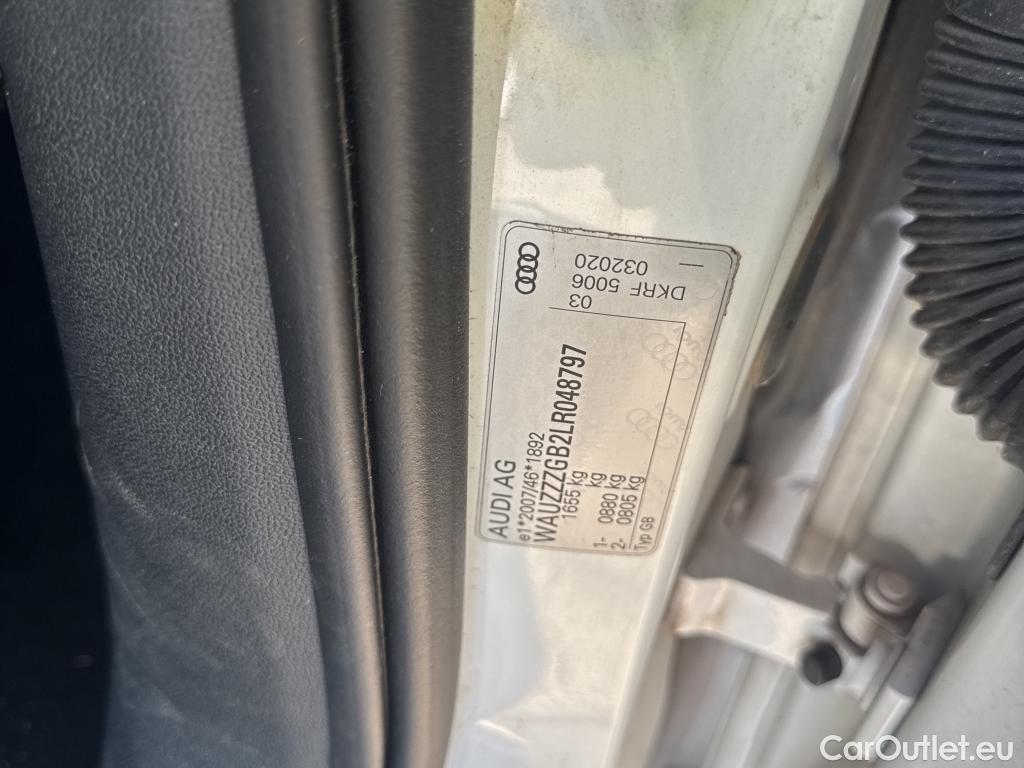 AUDI AG
e1*2007/46*1892
WAUZZZGB2LR048797
1655 kg
kg
1- 0880 kg
2- 0805 kg
Typ GB
03
DKRF 5006
032020
—
CarOutlet.eu